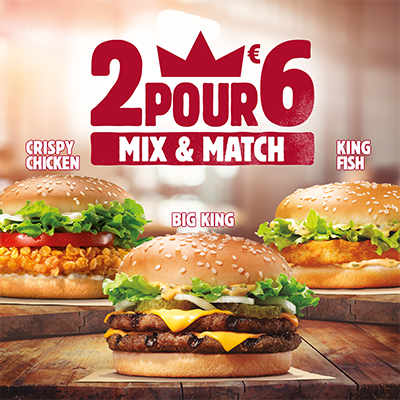 2 POUR €6
MIX & MATCH
CRISPY
CHICKEN
KING
FISH
BIG KING